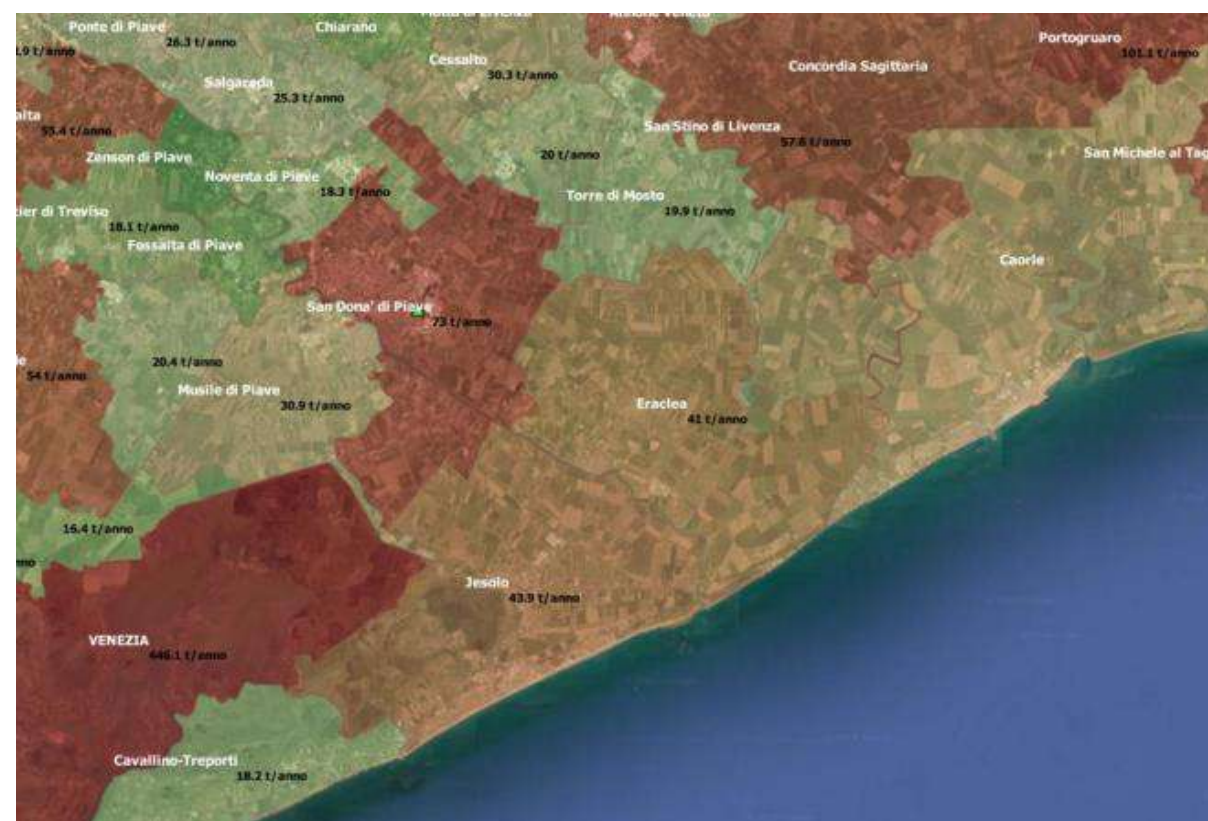 Ponte di Piave
26.3 t/anno
Chiarano
Portogruaro
101.1 t/anno
Cessalto
30.3 t/anno
Concordia Sagittaria
Salgareda
25.3 t/anno
55.4 t/anno
San Stino di Livenza
57.6 t/anno
Zenson di Piave
20 t/anno
San Michele al Tag
Noventa di Piave
18.3 t/anno
Torre di Mosto
19.9 t/anno
ier di Treviso
18.1 t/anno
Fossalta di Piave
Caorle
San Dona' di Piave
73 t/anno
20.4 t/anno
54 t/anno
Musile di Piave
30.9 t/anno
Eraclea
41 t/anno
16.4 t/anno
Jesolo
43.9 t/anno
VENEZIA
446.1 t/anno
Cavallino-Treporti
18.2 t/anno